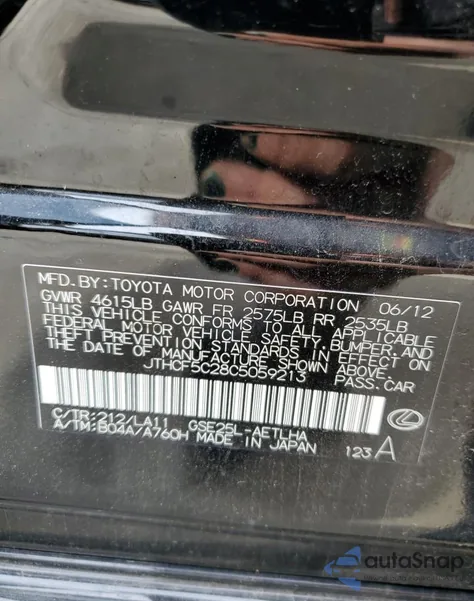 MFD. BY: TOYOTA MOTOR CORPORATION 06/12
GVWR 4615LB GAWR FR 2575LB RR 2535LB
THIS VEHICLE CONFORMS TO ALL APPLICABLE
FEDERAL MOTOR VEHICLE SAFETY, BUMPER, AND
THEFT PREVENTION STANDARDS IN EFFECT ON
THE DATE OF MANUFACTURE SHOWN ABOVE.
JTHCF5C28C5059213 PASS.CAR
C/TR:212/LA11 GSE25L-AETLHA
A/TM:B04A/A760H MADE IN JAPAN 123 A
autoSnap